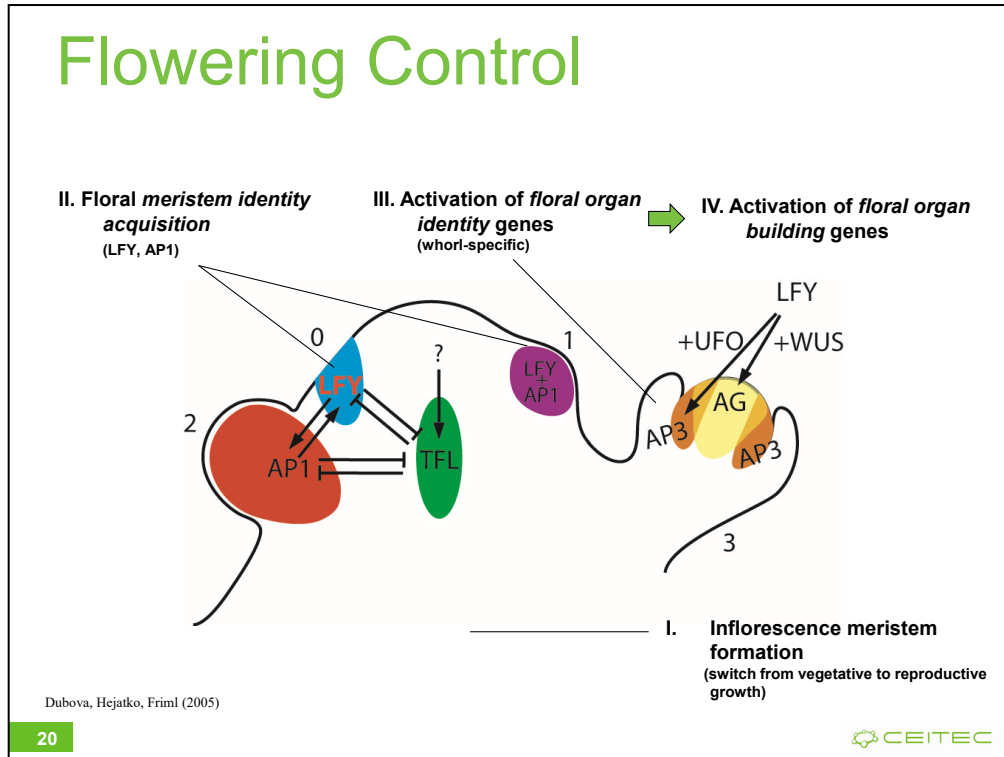 Flowering Control
II. Floral meristem identity
acquisition
(LFY, AP1)
III. Activation of floral organ
identity genes
(whorl-specific)
IV. Activation of floral organ
building genes
LFY
+UFO
+WUS
0
?
1
LFY
LFY
+
AP1
2
AG
AP3
AP3
AP1
TFL
3
I. Inflorescence meristem
formation
(switch from vegetative to reproductive
growth)
Dubova, Hejatko, Friml (2005)
20
CEITEC